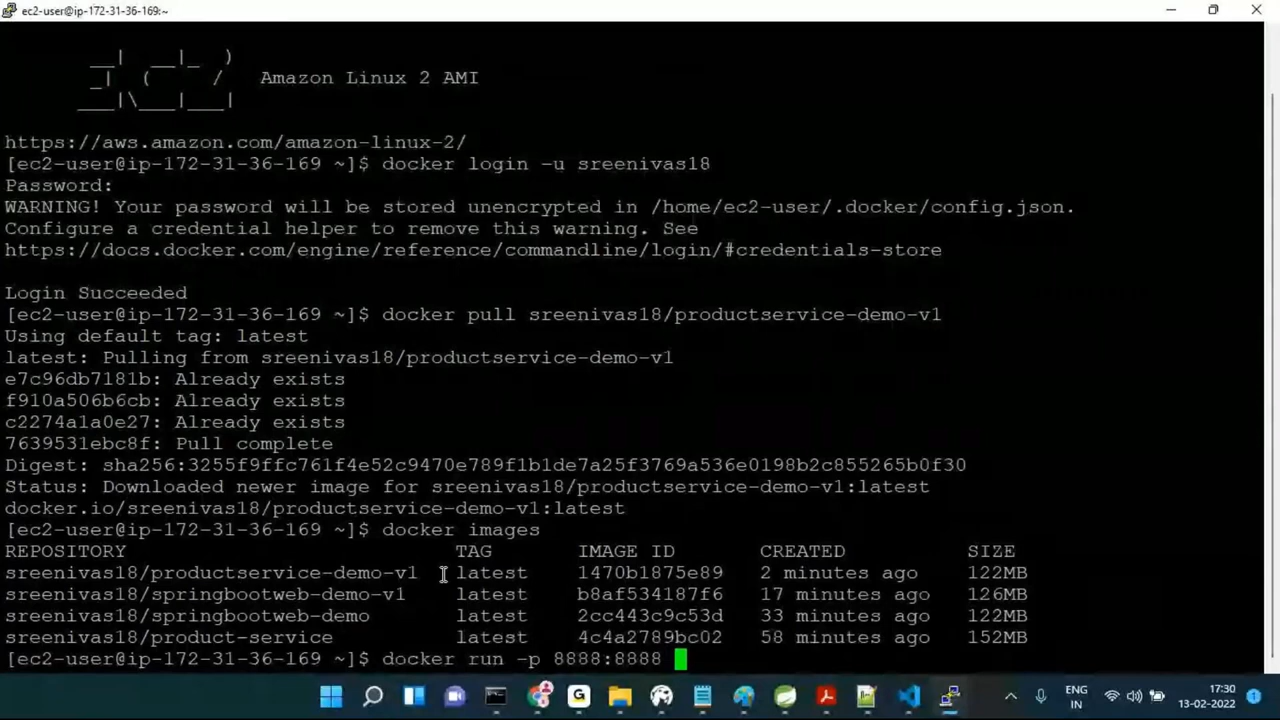 ec2-user@ip-172-31-36-169:~
Amazon Linux 2 AMI
https://aws.amazon.com/amazon-linux-2/
[ec2-user@ip-172-31-36-169 ~]$ docker login -u sreenivas18
Password:
WARNING! Your password will be stored unencrypted in /home/ec2-user/.docker/config.json.
Configure a credential helper to remove this warning. See
https://docs.docker.com/engine/reference/commandline/login/#credentials-store
Login Succeeded
[ec2-user@ip-172-31-36-169 ~]$ docker pull sreenivas18/productservice-demo-v1
Using default tag: latest
latest: Pulling from sreenivas18/productservice-demo-v1
e7c96db7181b: Already exists
f910a506b6cb: Already exists
c2274a1a0e27: Already exists
7639531ebc8f: Pull complete
Digest: sha256:3255f9ffc761f4e52c9470e789f1b1de7a25f3769a536e0198b2c855265b0f30
Status: Downloaded newer image for sreenivas18/productservice-demo-v1:latest
docker.io/sreenivas18/productservice-demo-v1:latest
[ec2-user@ip-172-31-36-169 ~]$ docker images
REPOSITORY TAG IMAGE ID CREATED SIZE
sreenivas18/productservice-demo-v1 latest 1470b1875e89 2 minutes ago 122MB
sreenivas18/springbootweb-demo-v1 latest b8af534187f6 17 minutes ago 126MB
sreenivas18/springbootweb-demo latest 2cc443c9c53d 33 minutes ago 122MB
sreenivas18/product-service latest 4c4a2789bc02 58 minutes ago 152MB
[ec2-user@ip-172-31-36-169 ~]$ docker run -p 8888:8888
ENG
IN
17:30
13-02-2022